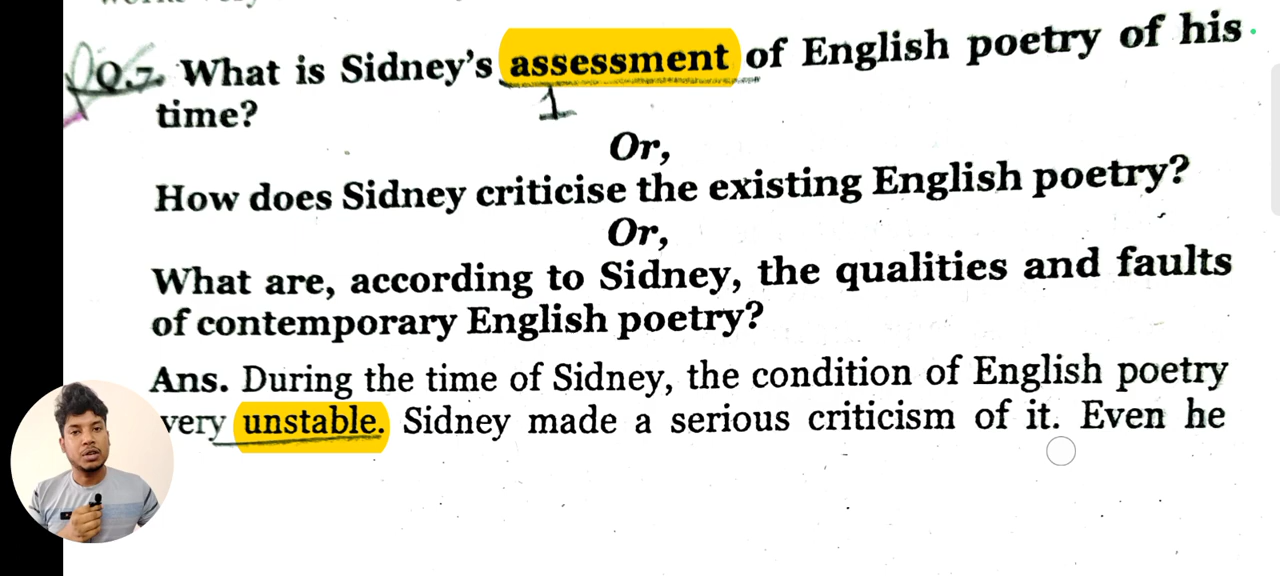 Q.7. What is Sidney's assessment of English poetry of his
1
time?
Or,
How does Sidney criticise the existing English poetry?
Or,
What are, according to Sidney, the qualities and faults
of contemporary English poetry?
Ans. During the time of Sidney, the condition of English poetry
very unstable. Sidney made a serious criticism of it. Even he